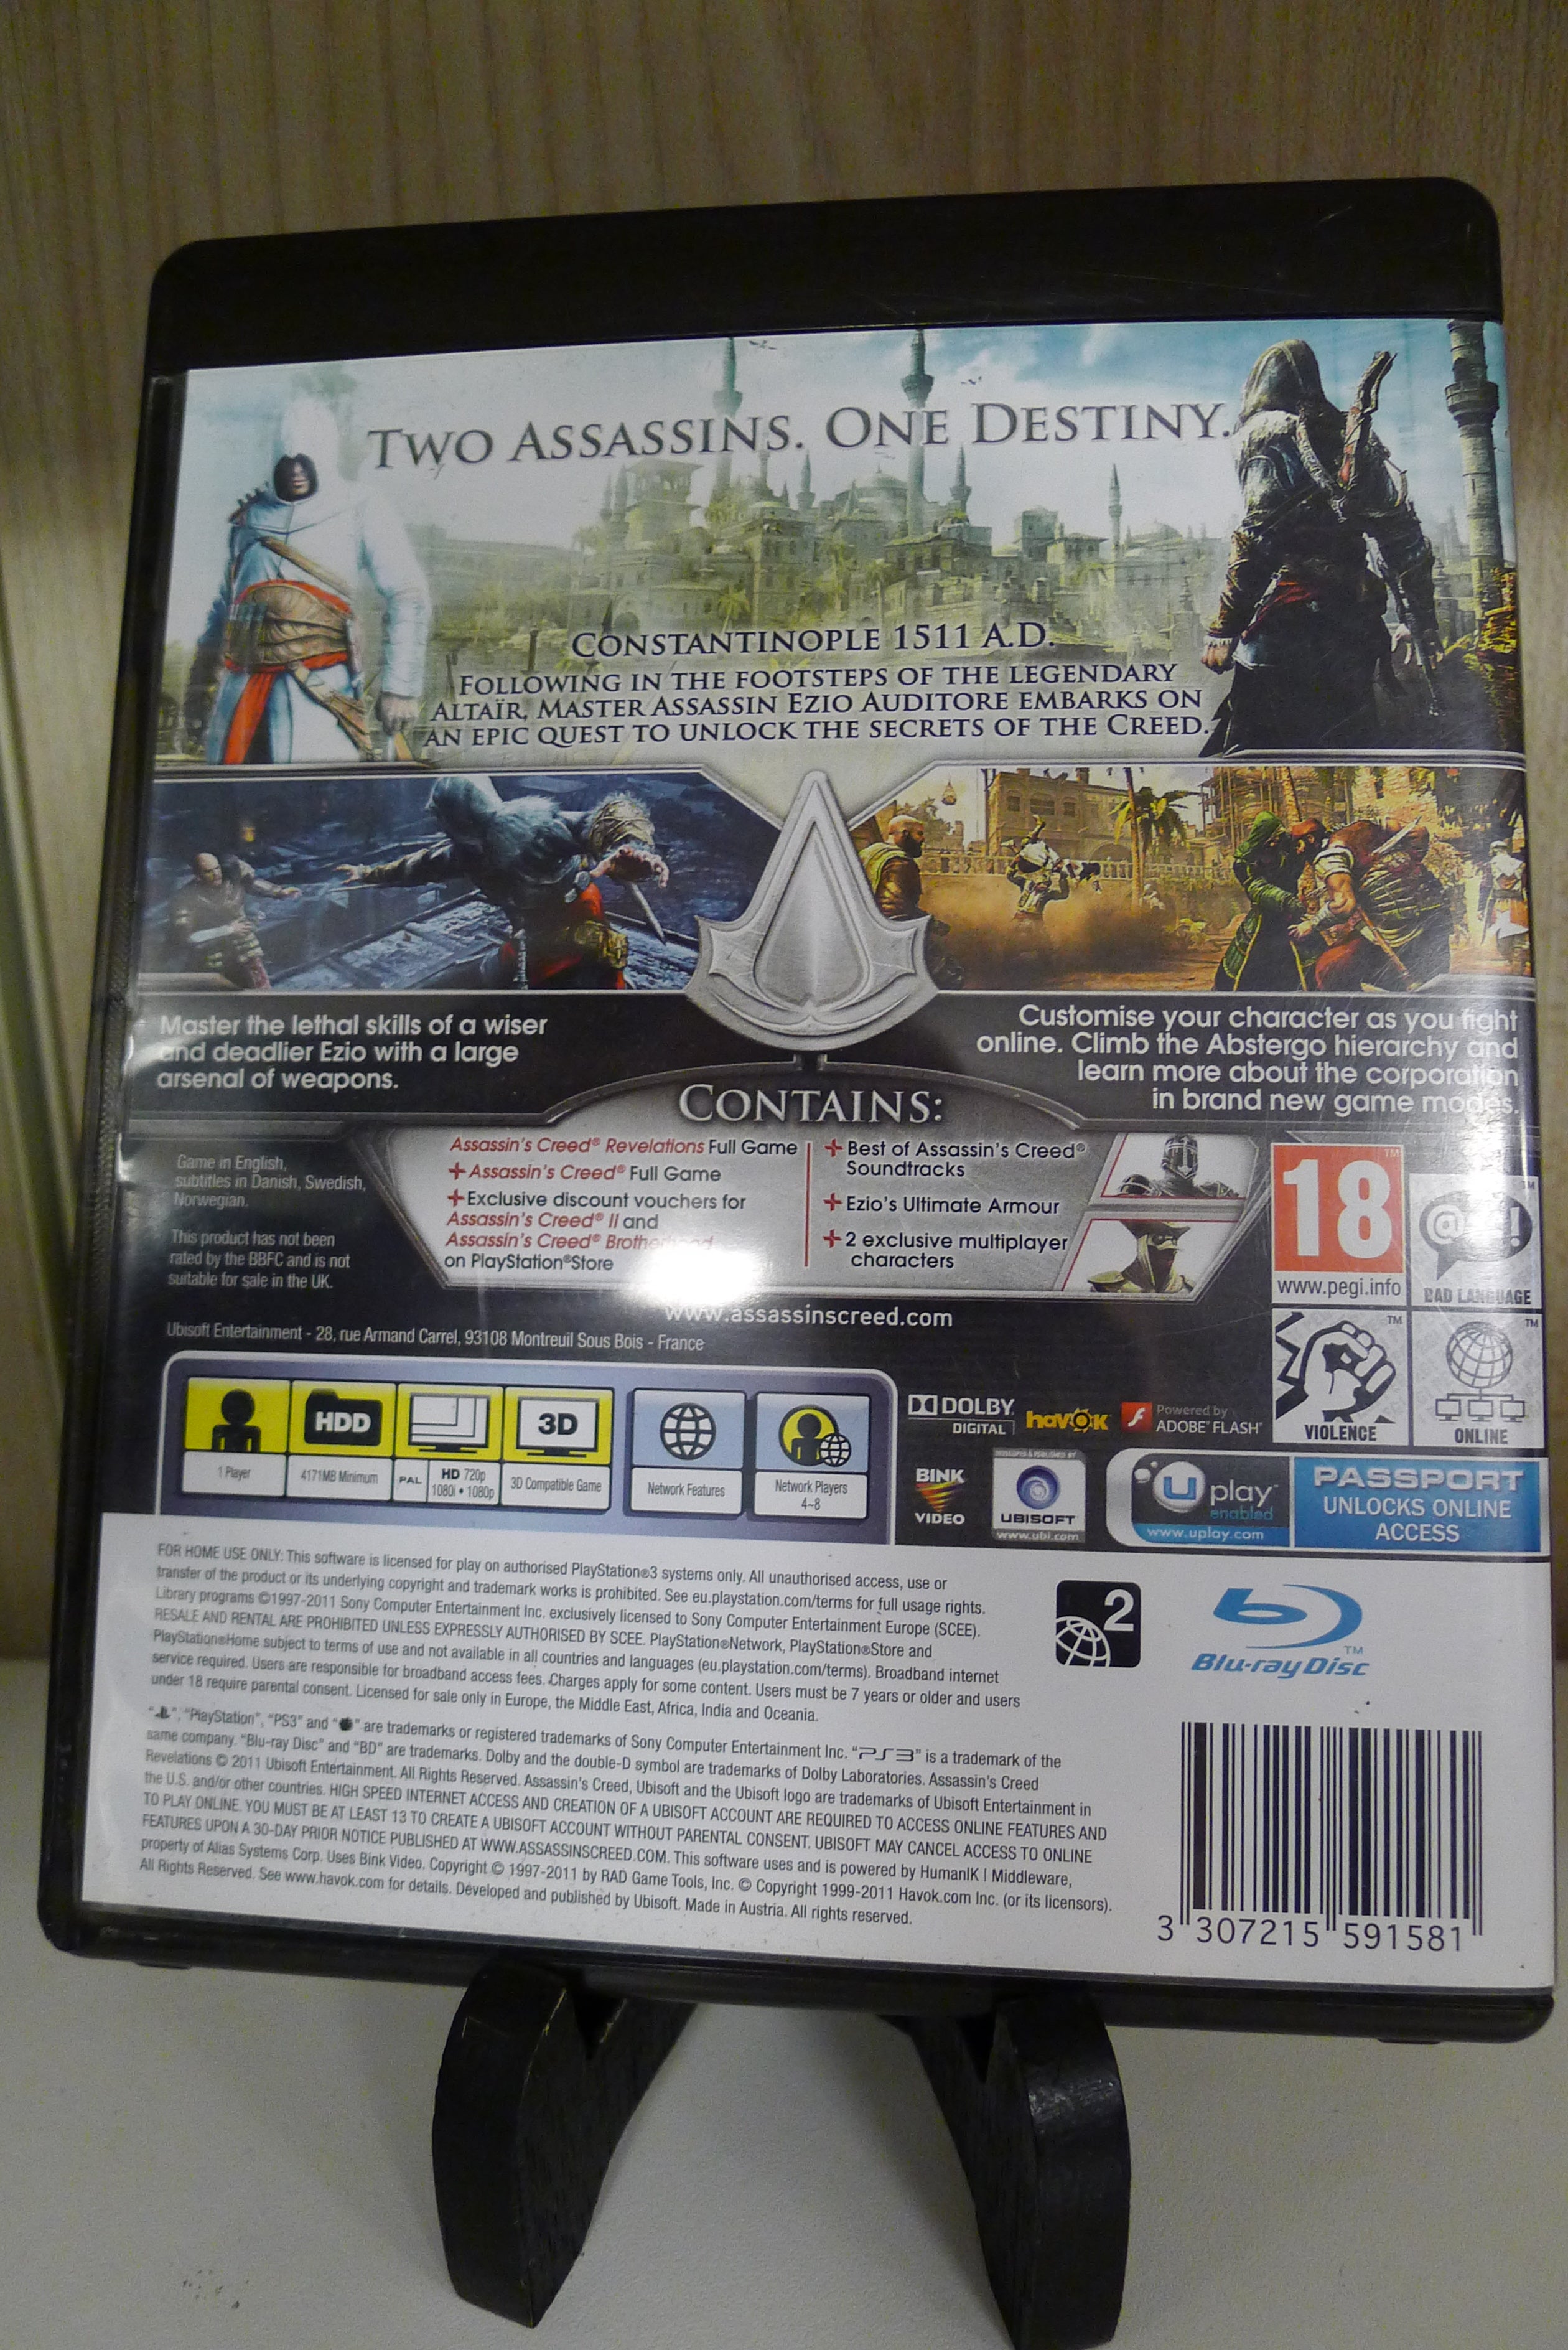 TWO ASSASSINS. ONE DESTINY.
CONSTANTINOPLE 1511 A.D.
FOLLOWING IN THE FOOTSTEPS OF THE LEGENDARY
ALTAÏR, MASTER ASSASSIN EZIO AUDITORE EMBARKS ON
AN EPIC QUEST TO UNLOCK THE SECRETS OF THE CREED.
Master the lethal skills of a wiser
and deadlier Ezio with a large
arsenal of weapons.
Customise your character as you fight
online. Climb the Abstergo hierarchy and
learn more about the corporation
in brand new game modes.
CONTAINS:
Assassin's Creed® Revelations Full Game
+Assassin's Creed® Full Game
+Exclusive discount vouchers for
Assassin's Creed® II and
Assassin's Creed® Brotherhood
on PlayStation®Store
+Best of Assassin's Creed®
Soundtracks
+Ezio's Ultimate Armour
+2 exclusive multiplayer
characters
Game in English,
subtitles in Danish, Swedish,
Norwegian.
This product has not been
rated by the BBFC and is not
suitable for sale in the UK.
18™
www.pegi.info
@ !™
BAD LANGUAGE
™
VIOLENCE
™
ONLINE
www.assassinscreed.com
Ubisoft Entertainment - 28, rue Armand Carrel, 93108 Montreuil Sous Bois - France
1 Player
HDD
4171MB Minimum
PAL
HD 720p
1080i • 1080p
3D
3D Compatible Game
Network Features
Network Players
4~8
DOLBY
DIGITAL
havok
Powered by
ADOBE® FLASH®
BINK
VIDEO
DEVELOPED & PUBLISHED BY
UBISOFT
www.ubi.com
U play™
enabled
www.uplay.com
PASSPORT
UNLOCKS ONLINE
ACCESS
FOR HOME USE ONLY: This software is licensed for play on authorised PlayStation®3 systems only. All unauthorised access, use or
transfer of the product or its underlying copyright and trademark works is prohibited. See eu.playstation.com/terms for full usage rights.
Library programs ©1997-2011 Sony Computer Entertainment Inc. exclusively licensed to Sony Computer Entertainment Europe (SCEE).
RESALE AND RENTAL ARE PROHIBITED UNLESS EXPRESSLY AUTHORISED BY SCEE. PlayStation®Network, PlayStation®Store and
PlayStation®Home subject to terms of use and not available in all countries and languages (eu.playstation.com/terms). Broadband internet
service required. Users are responsible for broadband access fees. Charges apply for some content. Users must be 7 years or older and users
under 18 require parental consent. Licensed for sale only in Europe, the Middle East, Africa, India and Oceania.
2
Blu-ray Disc™
" ", "PlayStation", "PS3" and " " are trademarks or registered trademarks of Sony Computer Entertainment Inc. "PS3" is a trademark of the
same company. "Blu-ray Disc" and "BD" are trademarks. Dolby and the double-D symbol are trademarks of Dolby Laboratories. Assassin's Creed
Revelations © 2011 Ubisoft Entertainment. All Rights Reserved. Assassin's Creed, Ubisoft and the Ubisoft logo are trademarks of Ubisoft Entertainment in
the U.S. and/or other countries. HIGH SPEED INTERNET ACCESS AND CREATION OF A UBISOFT ACCOUNT ARE REQUIRED TO ACCESS ONLINE FEATURES AND
TO PLAY ONLINE. YOU MUST BE AT LEAST 13 TO CREATE A UBISOFT ACCOUNT WITHOUT PARENTAL CONSENT. UBISOFT MAY CANCEL ACCESS TO ONLINE
FEATURES UPON A 30-DAY PRIOR NOTICE PUBLISHED AT WWW.ASSASSINSCREED.COM. This software uses and is powered by HumanIK | Middleware,
property of Alias Systems Corp. Uses Bink Video. Copyright © 1997-2011 by RAD Game Tools, Inc. © Copyright 1999-2011 Havok.com Inc. (or its licensors).
All Rights Reserved. See www.havok.com for details. Developed and published by Ubisoft. Made in Austria. All rights reserved.
3 307215 591581